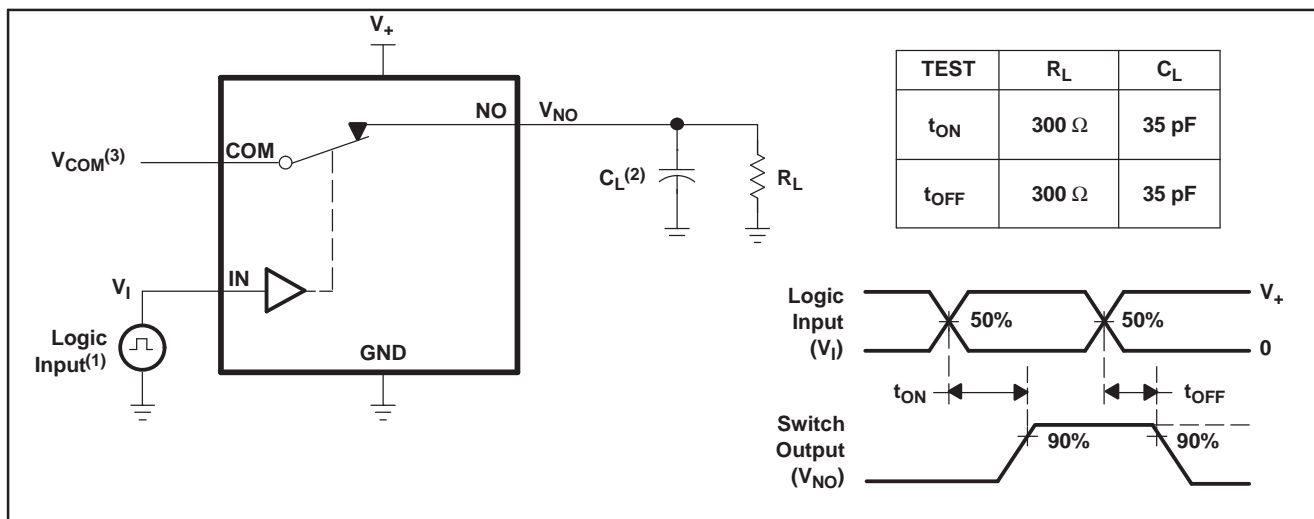 V+
NO
VNO
COM
VCOM(3)
CL(2)
RL
IN
VI
Logic
Input(1)
GND
TEST RL CL
tON 300 Ω 35 pF
tOFF 300 Ω 35 pF
Logic
Input
(VI)
50%
50%
V+
0
tON
tOFF
Switch
Output
(VNO)
90%
90%